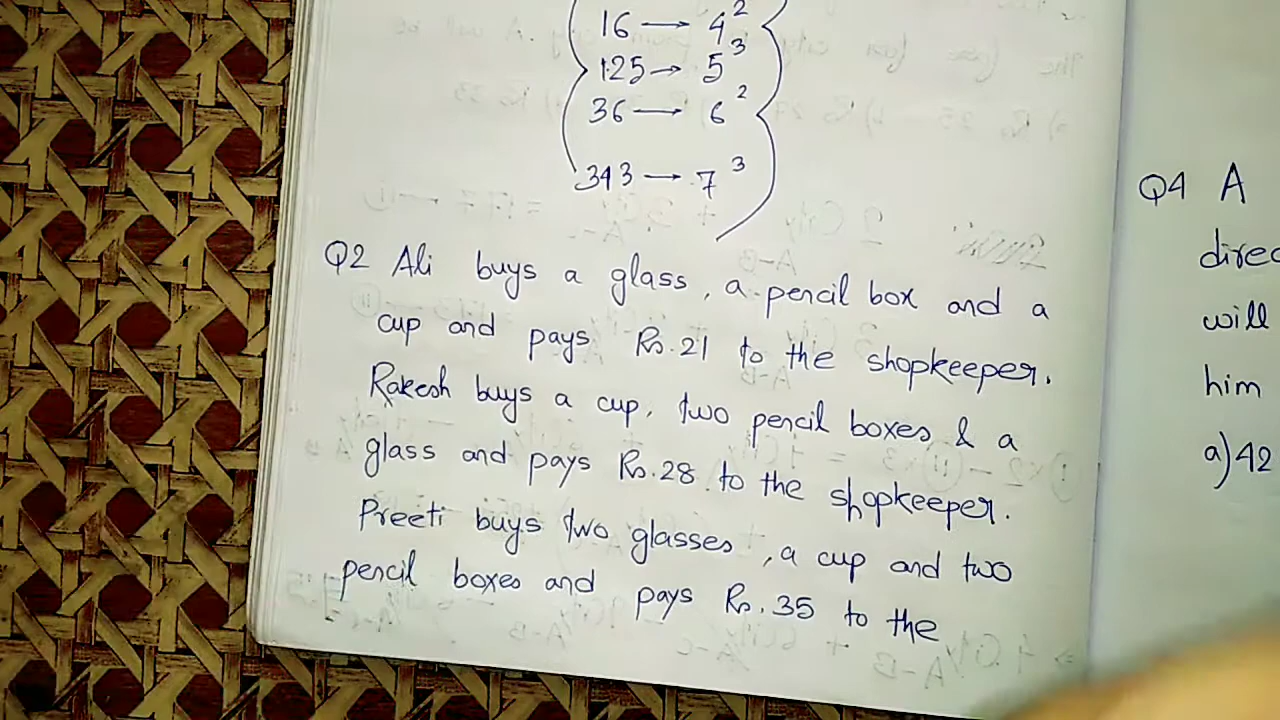 16 → 4²
125 → 5³
36 → 6²
343 → 7³
Q2 Ali buys a glass, a pencil box and a
cup and pays Rs.21 to the shopkeeper.
Rakesh buys a cup, two pencil boxes & a
glass and pays Rs.28 to the shopkeeper.
Preeti buys two glasses, a cup and two
pencil boxes and pays Rs.35 to the
Q4 A
direc
will
him
a) 42